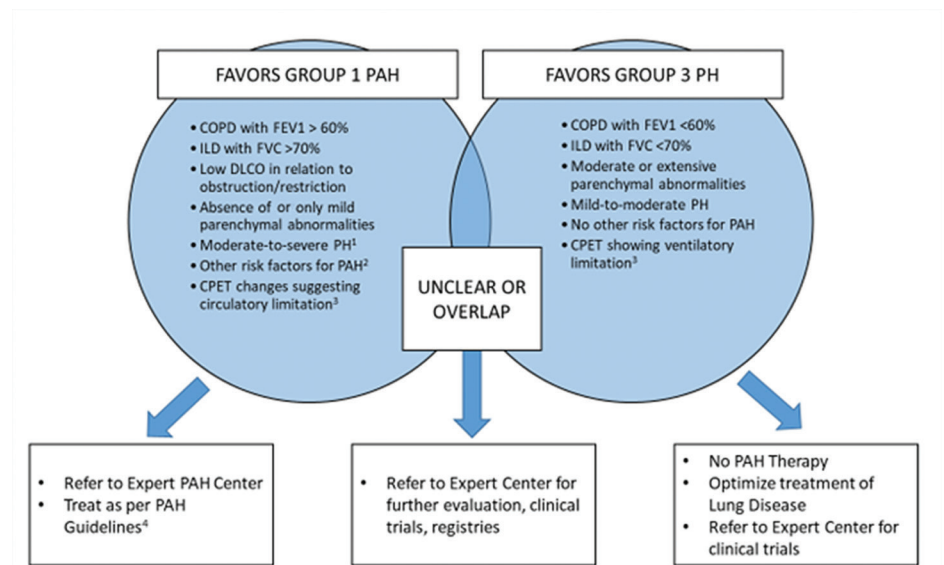 FAVORS GROUP 1 PAH
• COPD with FEV1 > 60%
• ILD with FVC >70%
• Low DLCO in relation to
obstruction/restriction
• Absence of or only mild
parenchymal abnormalities
• Moderate-to-severe PH¹
• Other risk factors for PAH²
• CPET changes suggesting
circulatory limitation³
FAVORS GROUP 3 PH
• COPD with FEV1 <60%
• ILD with FVC <70%
• Moderate or extensive
parenchymal abnormalities
• Mild-to-moderate PH
• No other risk factors for PAH
• CPET showing ventilatory
limitation³
UNCLEAR OR
OVERLAP
• Refer to Expert PAH Center
• Treat as per PAH
Guidelines⁴
• Refer to Expert Center for
further evaluation, clinical
trials, registries
• No PAH Therapy
• Optimize treatment of
Lung Disease
• Refer to Expert Center for
clinical trials